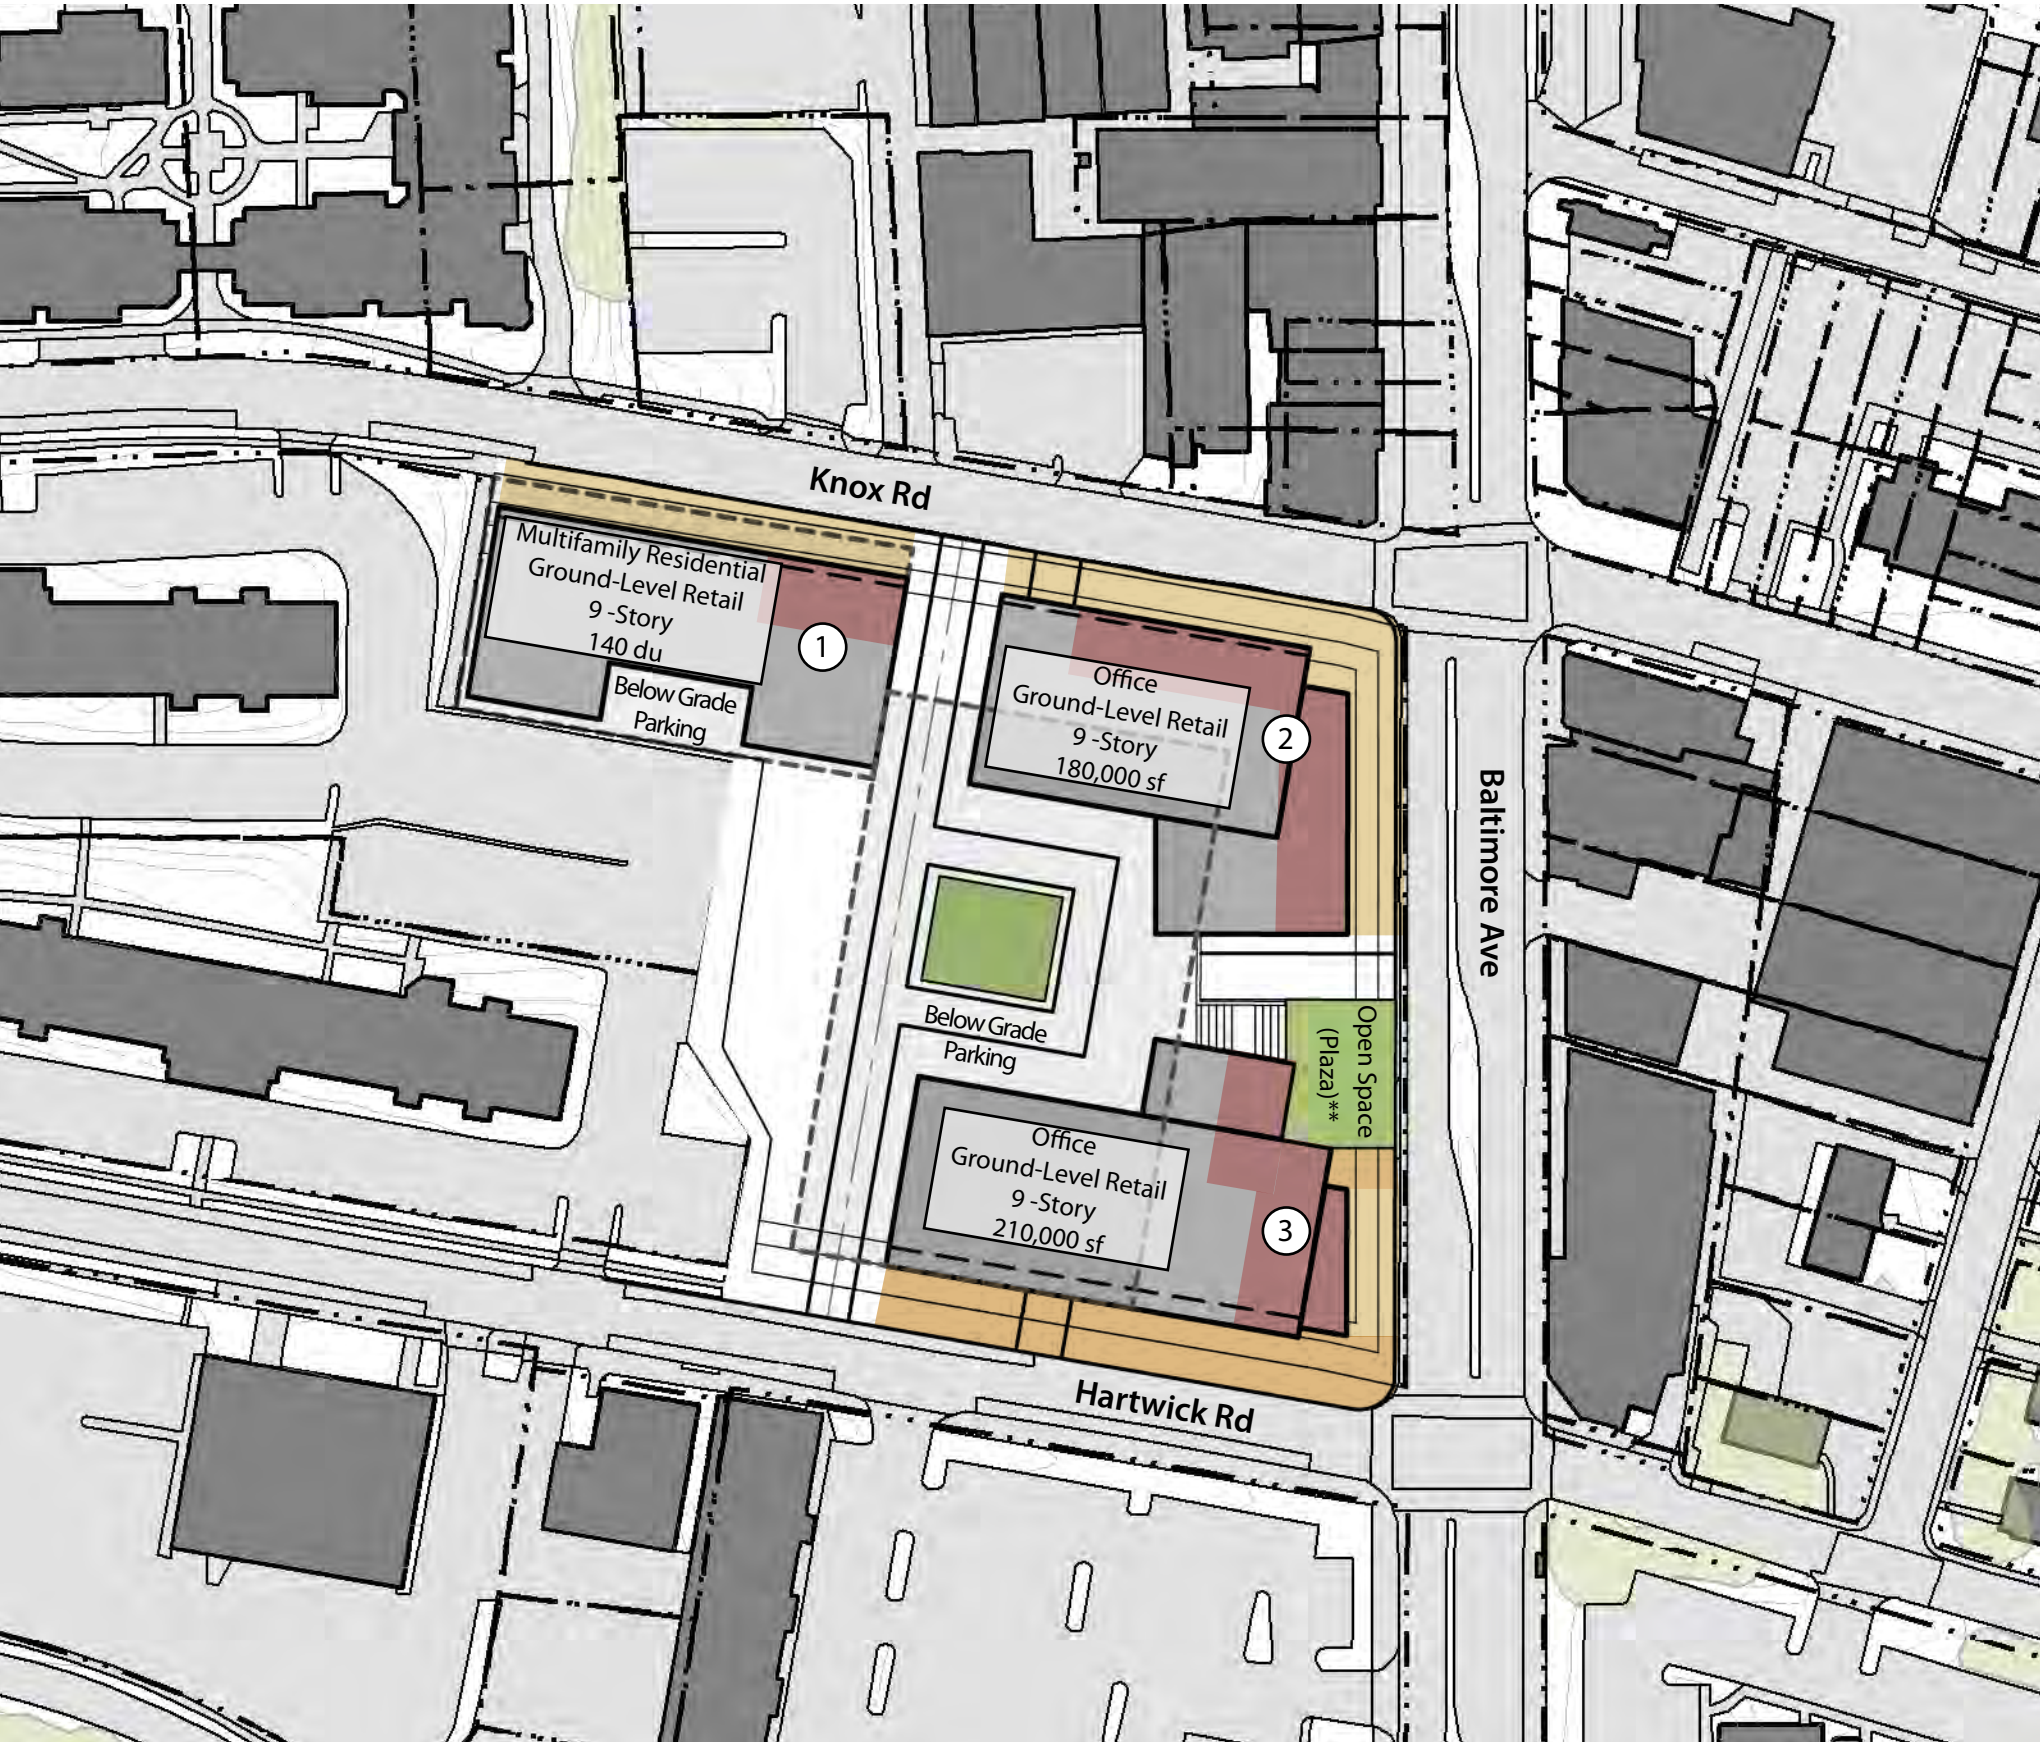 Knox Rd
Multifamily Residential
Ground-Level Retail
9 -Story
140 du
1
Below Grade
Parking
Office
Ground-Level Retail
9 -Story
180,000 sf
2
Baltimore Ave
Below Grade
Parking
Open Space
(Plaza)**
Office
Ground-Level Retail
9 -Story
210,000 sf
3
Hartwick Rd